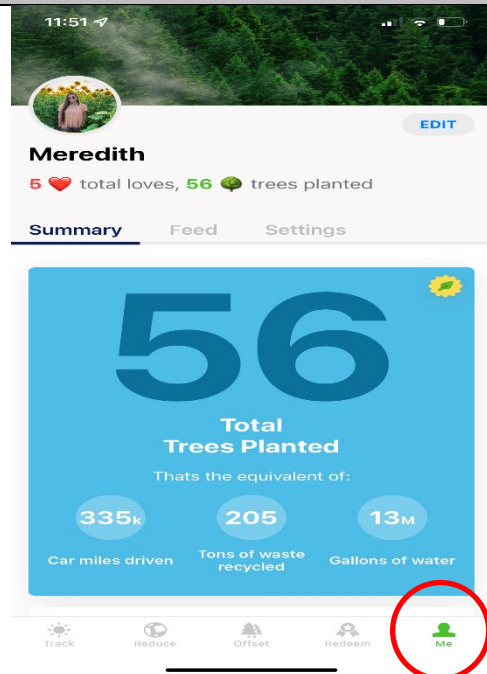 11:51
EDIT
Meredith
5 ❤️ total loves, 56 🌳 trees planted
Summary Feed Settings
56
Total
Trees Planted
Thats the equivalent of:
335k 205 13M
Car miles driven Tons of waste recycled Gallons of water
Track Reduce Offset Redeem Me